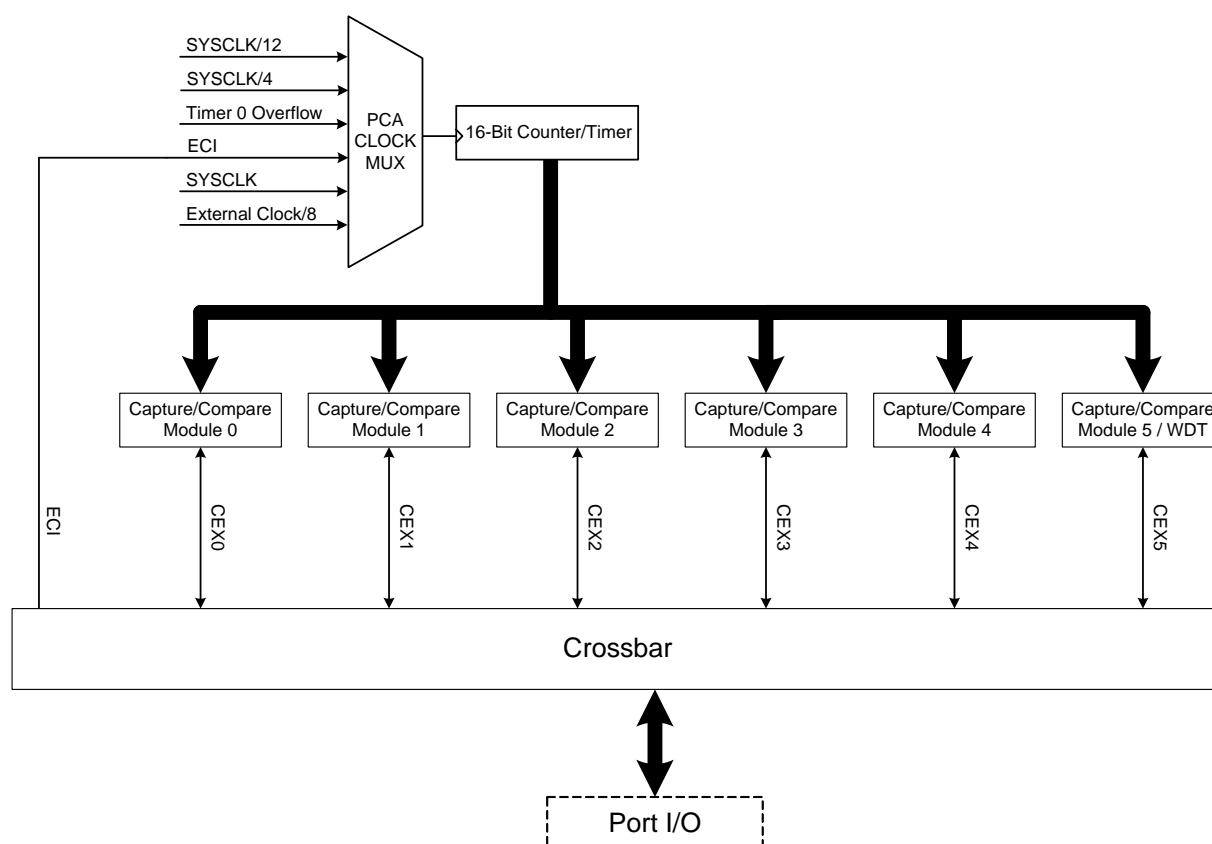 SYSCLK/12
SYSCLK/4
Timer 0 Overflow
ECI
SYSCLK
External Clock/8
PCA
CLOCK
MUX
16-Bit Counter/Timer
Capture/Compare
Module 0
Capture/Compare
Module 1
Capture/Compare
Module 2
Capture/Compare
Module 3
Capture/Compare
Module 4
Capture/Compare
Module 5 / WDT
ECI
CEX0
CEX1
CEX2
CEX3
CEX4
CEX5
Crossbar
Port I/O